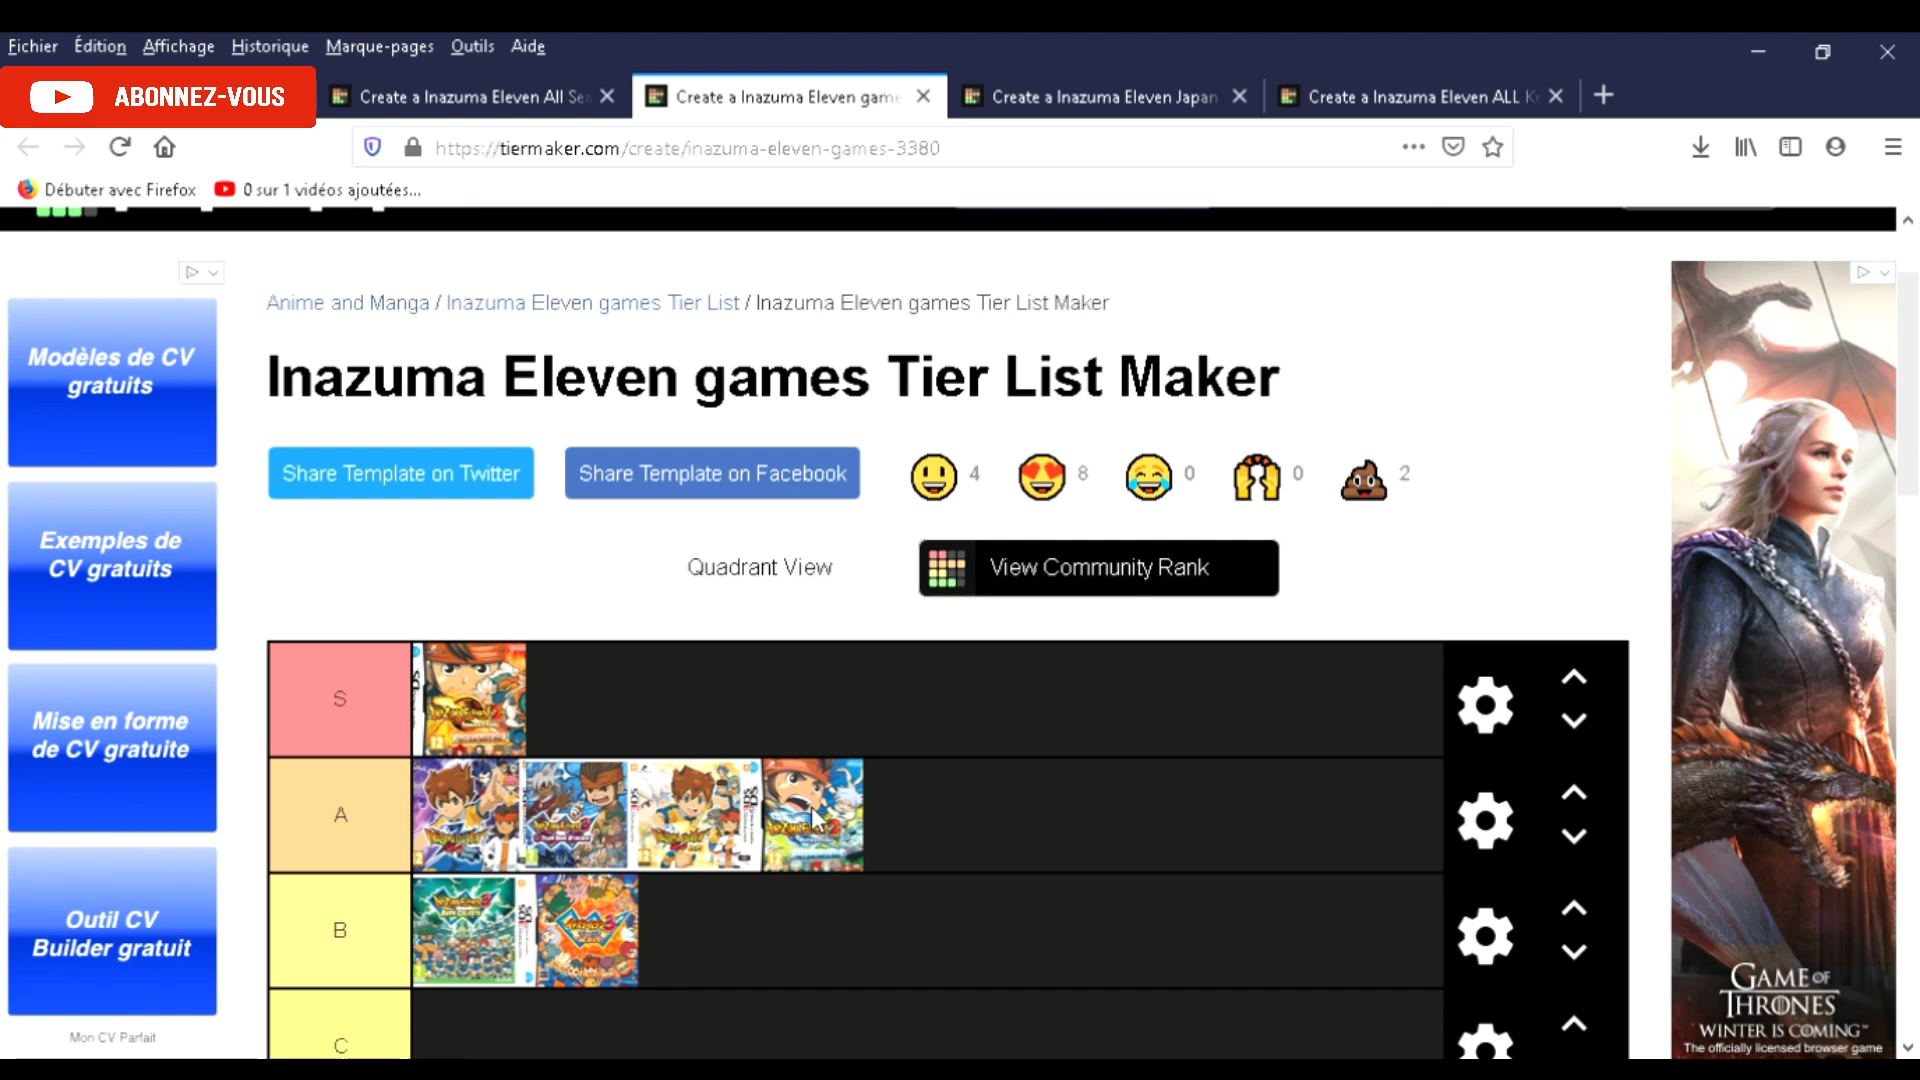 Fichier Édition Affichage Historique Marque-pages Outils Aide
ABONNEZ-VOUS
Create a Inazuma Eleven All Sea
Create a Inazuma Eleven game
Create a Inazuma Eleven Japan
Create a Inazuma Eleven ALL
https://tiermaker.com/create/inazuma-eleven-games-3380
Débuter avec Firefox
0 sur 1 vidéos ajoutées...
Anime and Manga / Inazuma Eleven games Tier List / Inazuma Eleven games Tier List Maker
Inazuma Eleven games Tier List Maker
Share Template on Twitter
Share Template on Facebook
4
8
0
0
2
Quadrant View
View Community Rank
S
A
B
C
Modèles de CV
gratuits
Exemples de
CV gratuits
Mise en forme
de CV gratuite
Outil CV
Builder gratuit
Mon CV Parfait
GAME OF
THRONES
WINTER IS COMING™
The officially licensed browser game